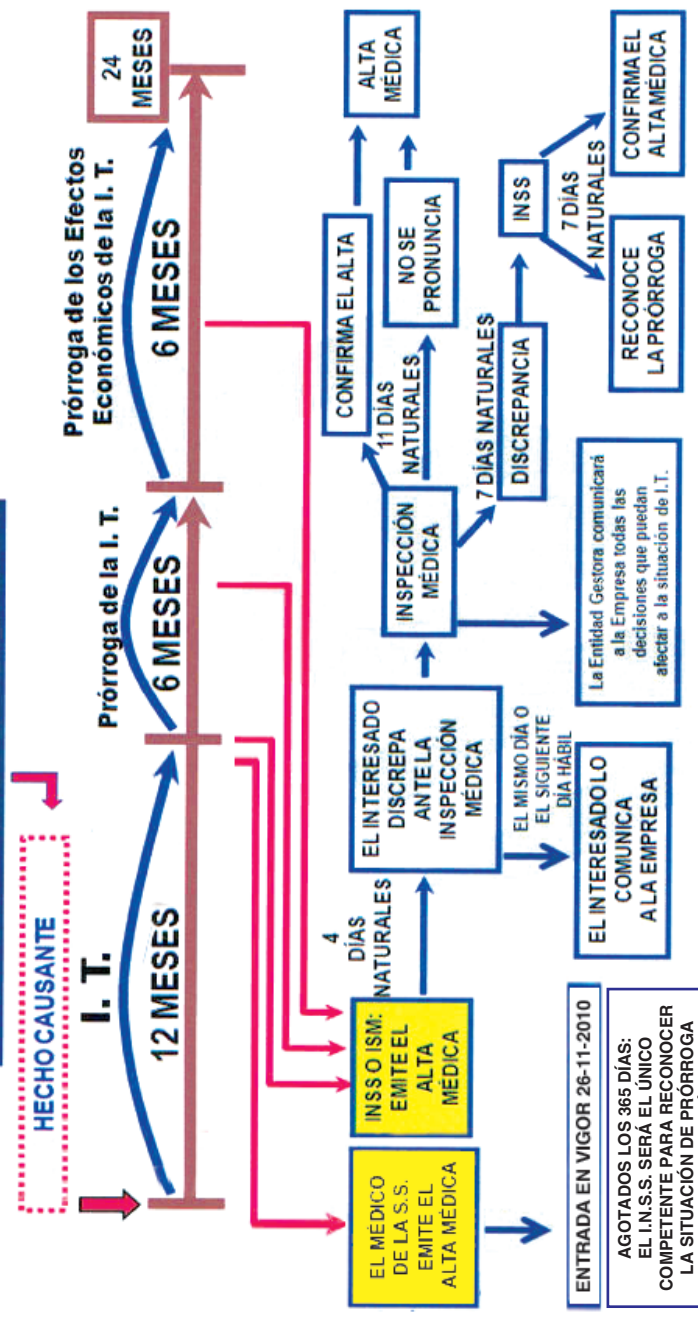 HECHO CAUSANTE
I. T.
12 MESES
Prórroga de la I. T.
6 MESES
Prórroga de los Efectos
Económicos de la I. T.
6 MESES
24
MESES
EL MÉDICO
DE LA S.S.
EMITE EL
ALTA MÉDICA
INSS O ISM:
EMITE EL
ALTA
MÉDICA
4
DÍAS
NATURALES
EL INTERESADO
DISCREPA
ANTE LA
INSPECCIÓN
MÉDICA
EL MISMO DÍA O
EL SIGUIENTE
DÍA HÁBIL
EL INTERESADO LO
COMUNICA
A LA EMPRESA
INSPECCIÓN
MÉDICA
11 DÍAS
NATURALES
CONFIRMA EL ALTA
NO SE
PRONUNCIA
ALTA
MÉDICA
7 DÍAS NATURALES
DISCREPANCIA
INSS
7 DÍAS
NATURALES
RECONOCE
LA PRÓRROGA
CONFIRMA EL
ALTA MÉDICA
La Entidad Gestora comunicará
a la Empresa todas las
decisiones que puedan
afectar a la situación de I.T.
ENTRADA EN VIGOR 26-11-2010
AGOTADOS LOS 365 DÍAS:
EL I.N.S.S. SERÁ EL ÚNICO
COMPETENTE PARA RECONOCER
LA SITUACIÓN DE PRÓRROGA